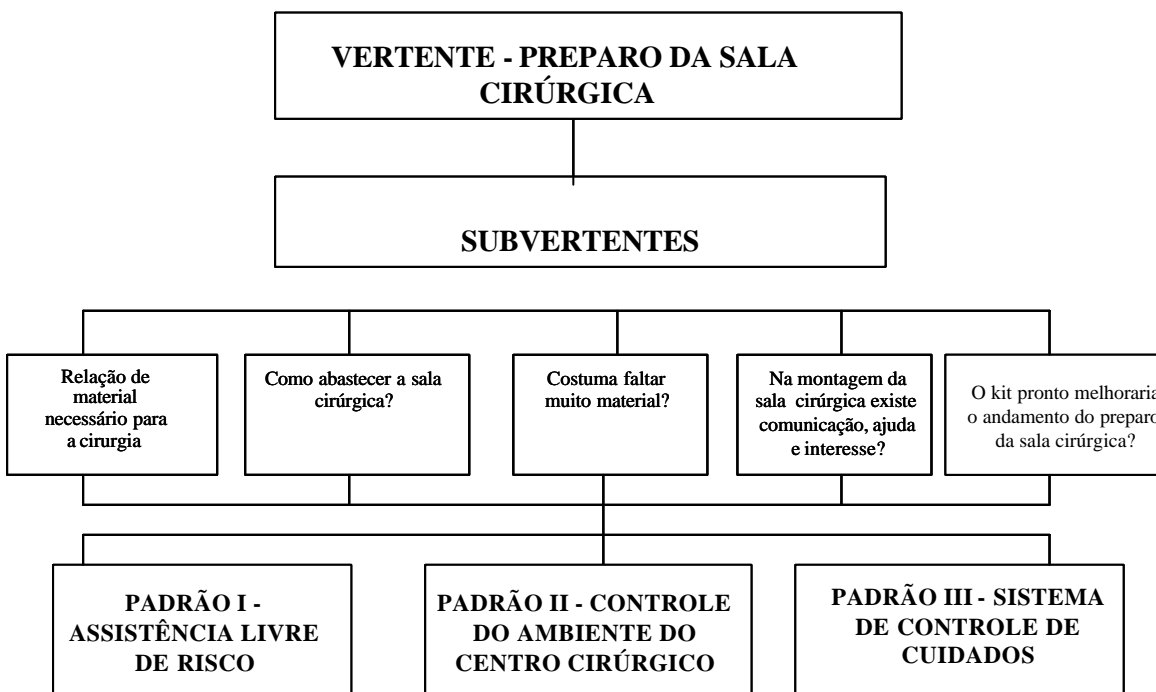 VERTENTE - PREPARO DA SALA
CIRÚRGICA
SUBVERTENTES
Relação de
material
necessário para
a cirurgia
Como abastecer a sala
cirúrgica?
Costuma faltar
muito material?
Na montagem da
sala cirúrgica existe
comunicação, ajuda
e interesse?
O kit pronto melhoraria
o andamento do preparo
da sala cirúrgica?
PADRÃO I -
ASSISTÊNCIA LIVRE
DE RISCO
PADRÃO II - CONTROLE
DO AMBIENTE DO
CENTRO CIRÚRGICO
PADRÃO III - SISTEMA
DE CONTROLE DE
CUIDADOS